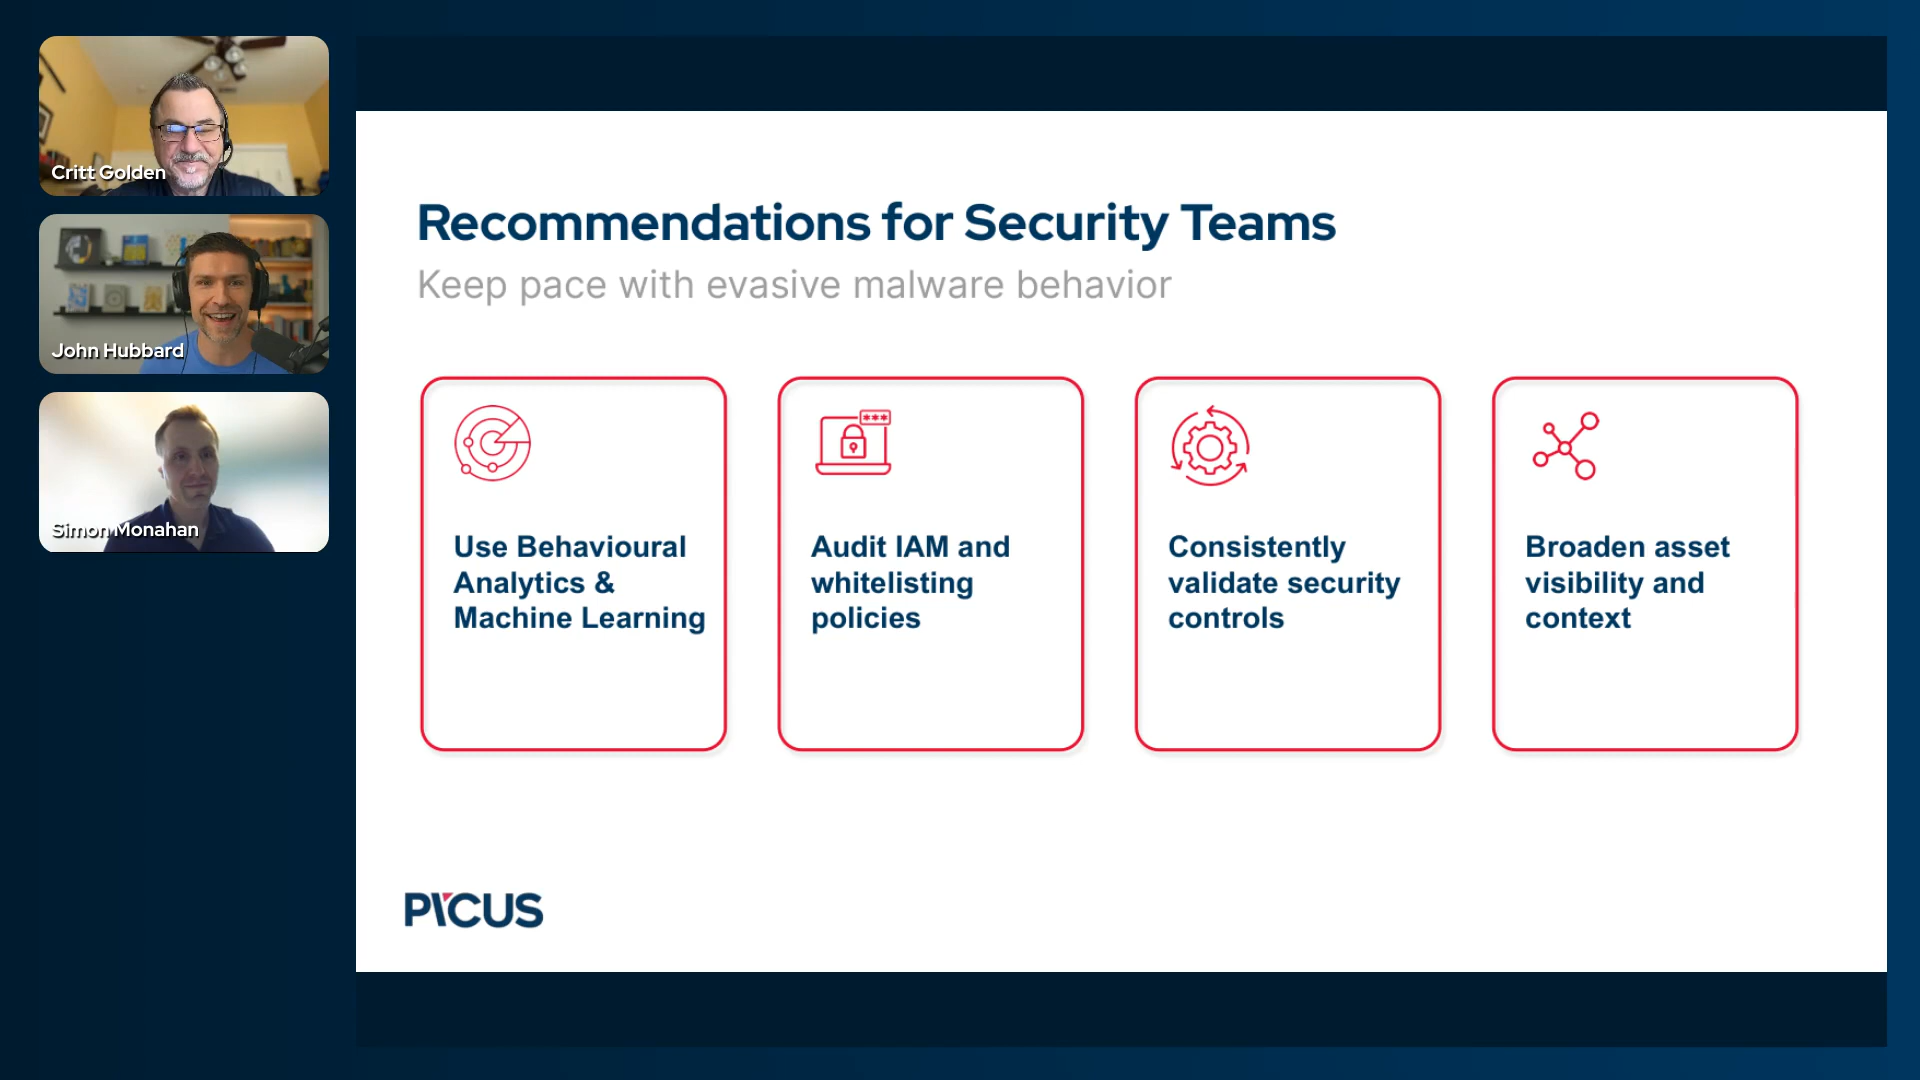 Critt Golden
John Hubbard
Simon Monahan
Recommendations for Security Teams
Keep pace with evasive malware behavior
Use Behavioural
Analytics &
Machine Learning
***
Audit IAM and
whitelisting
policies
Consistently
validate security
controls
Broaden asset
visibility and
context
PICUS